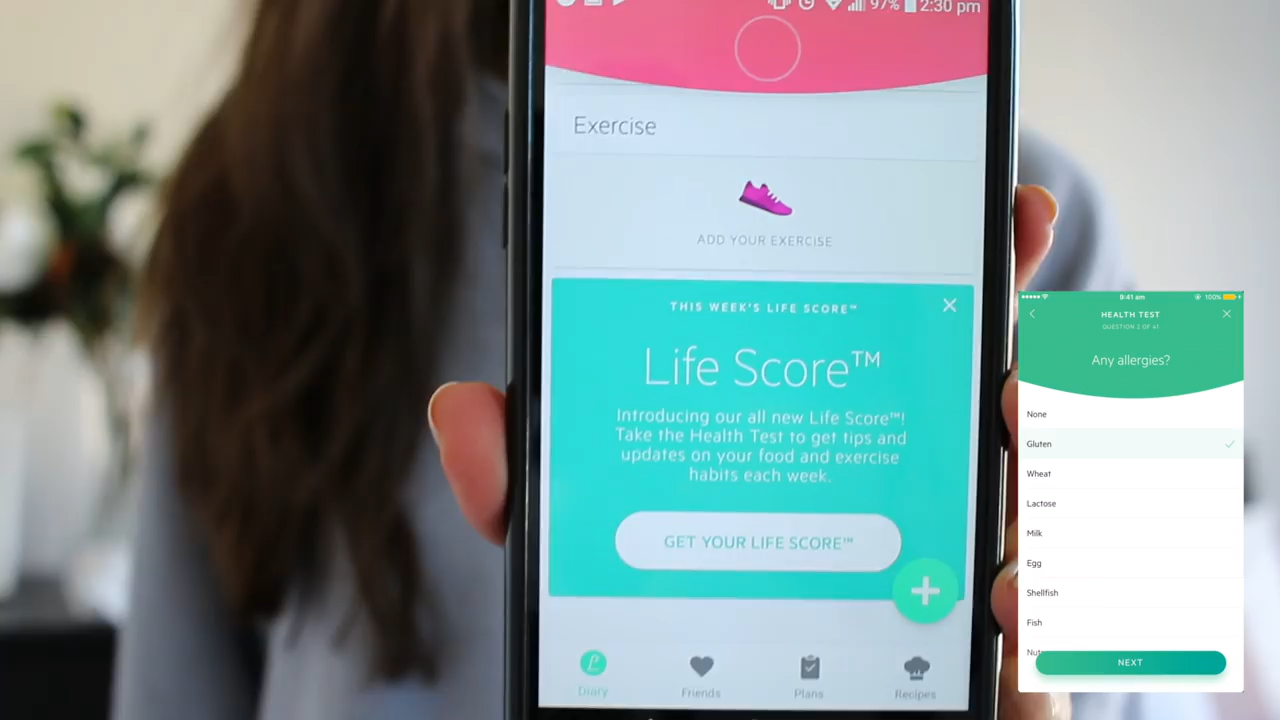 97% 2:30 pm
Exercise
ADD YOUR EXERCISE
THIS WEEK'S LIFE SCORE™
Life Score™
Introducing our all new Life Score™!
Take the Health Test to get tips and
updates on your food and exercise
habits each week.
GET YOUR LIFE SCORE™
Diary
Friends
Plans
Recipes
9:41 am
100%
HEALTH TEST
QUESTION 2 OF 41
Any allergies?
None
Gluten
Wheat
Lactose
Milk
Egg
Shellfish
Fish
NEXT